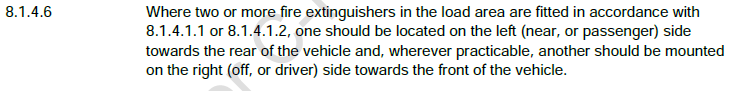 8.1.4.6 Where two or more fire extinguishers in the load area are fitted in accordance with
8.1.4.1.1 or 8.1.4.1.2, one should be located on the left (near, or passenger) side
towards the rear of the vehicle and, wherever practicable, another should be mounted
on the right (off, or driver) side towards the front of the vehicle.